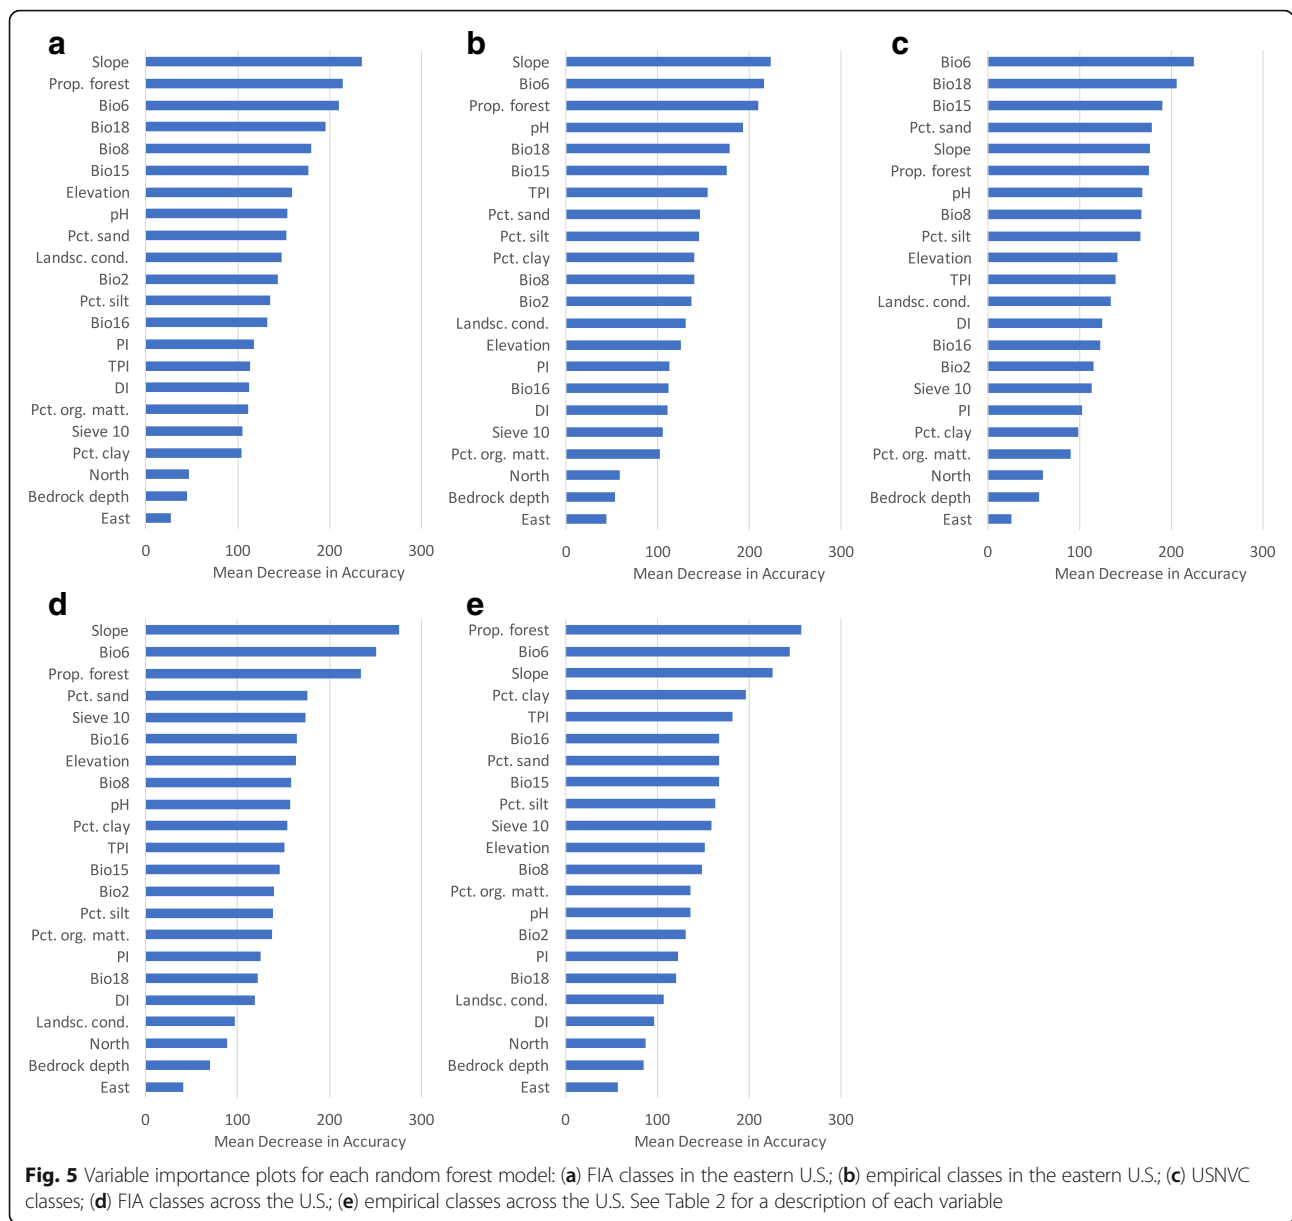 a
Slope
Prop. forest
Bio6
Bio18
Bio8
Bio15
Elevation
pH
Pct. sand
Landsc. cond.
Bio2
Pct. silt
Bio16
PI
TPI
DI
Pct. org. matt.
Sieve 10
Pct. clay
North
Bedrock depth
East
0 100 200 300
Mean Decrease in Accuracy
b
Slope
Bio6
Prop. forest
pH
Bio18
Bio15
TPI
Pct. sand
Pct. silt
Pct. clay
Bio8
Bio2
Landsc. cond.
Elevation
PI
Bio16
DI
Sieve 10
Pct. org. matt.
North
Bedrock depth
East
0 100 200 300
Mean Decrease in Accuracy
c
Bio6
Bio18
Bio15
Pct. sand
Slope
Prop. forest
pH
Bio8
Pct. silt
Elevation
TPI
Landsc. cond.
DI
Bio16
Bio2
Sieve 10
PI
Pct. clay
Pct. org. matt.
North
Bedrock depth
East
0 100 200 300
Mean Decrease in Accuracy
d
Slope
Bio6
Prop. forest
Pct. sand
Sieve 10
Bio16
Elevation
Bio8
pH
Pct. clay
TPI
Bio15
Bio2
Pct. silt
Pct. org. matt.
PI
Bio18
DI
Landsc. cond.
North
Bedrock depth
East
0 100 200 300
Mean Decrease in Accuracy
e
Prop. forest
Bio6
Slope
Pct. clay
TPI
Bio16
Pct. sand
Bio15
Pct. silt
Sieve 10
Elevation
Bio8
Pct. org. matt.
pH
Bio2
PI
Bio18
Landsc. cond.
DI
North
Bedrock depth
East
0 100 200 300
Mean Decrease in Accuracy
Fig. 5 Variable importance plots for each random forest model: (a) FIA classes in the eastern U.S.; (b) empirical classes in the eastern U.S.; (c) USNVC
classes; (d) FIA classes across the U.S.; (e) empirical classes across the U.S. See Table 2 for a description of each variable